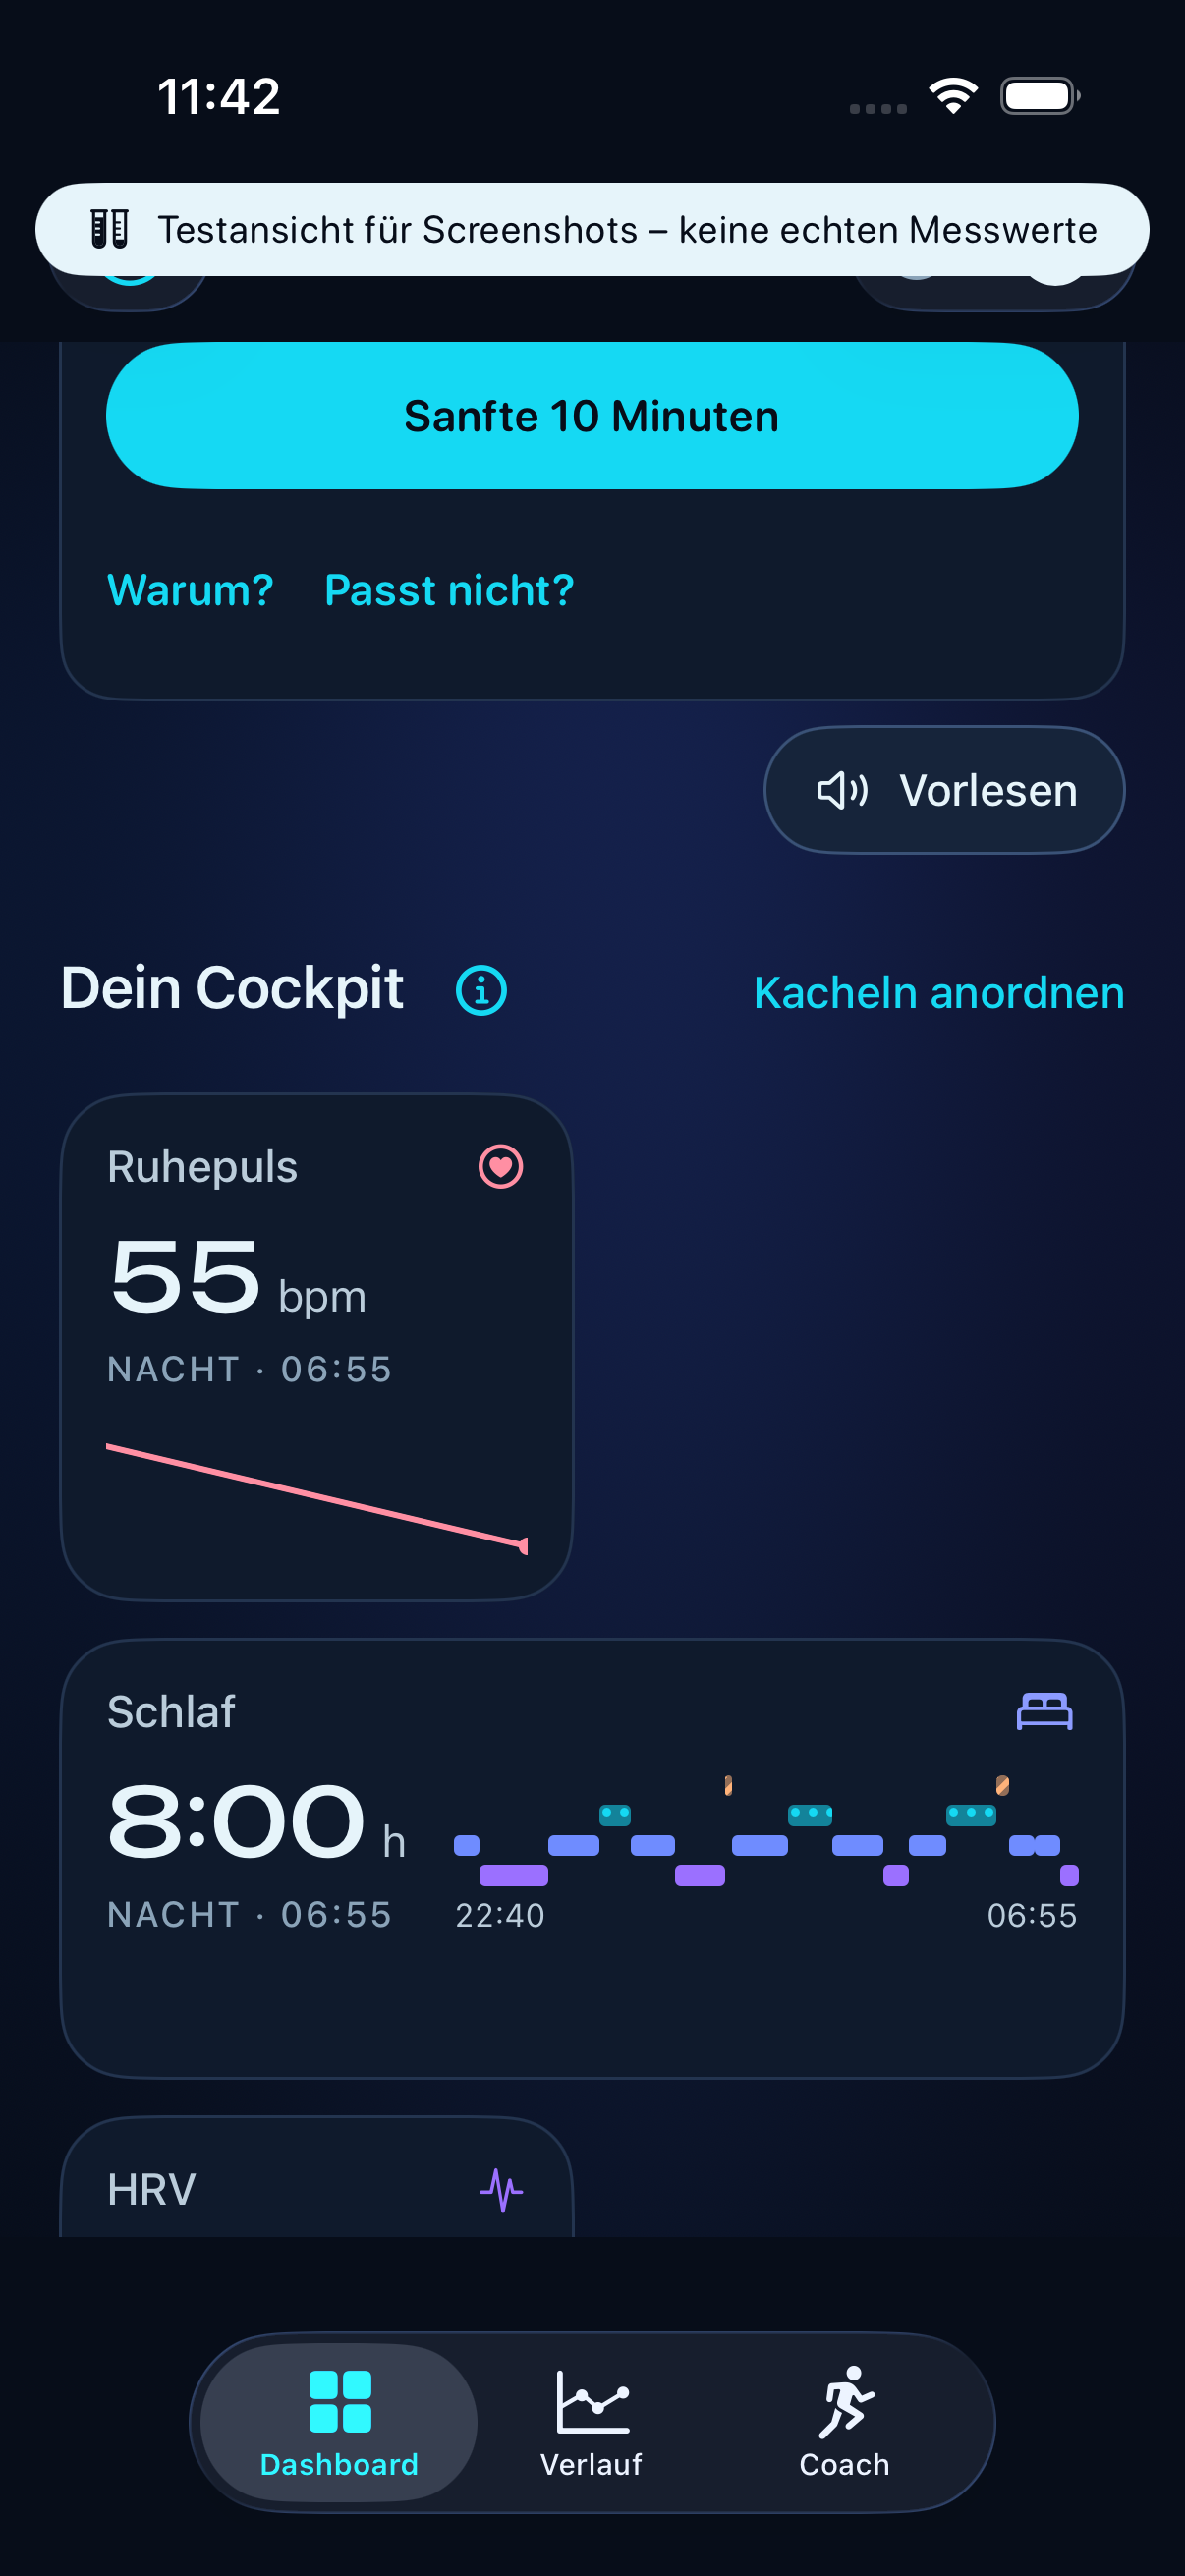 11:42
Testansicht für Screenshots – keine echten Messwerte
Sanfte 10 Minuten
Warum? Passt nicht?
Vorlesen
Dein Cockpit Kacheln anordnen
Ruhepuls
55 bpm
NACHT · 06:55
Schlaf
8:00 h
NACHT · 06:55
22:40 06:55
HRV
Dashboard Verlauf Coach